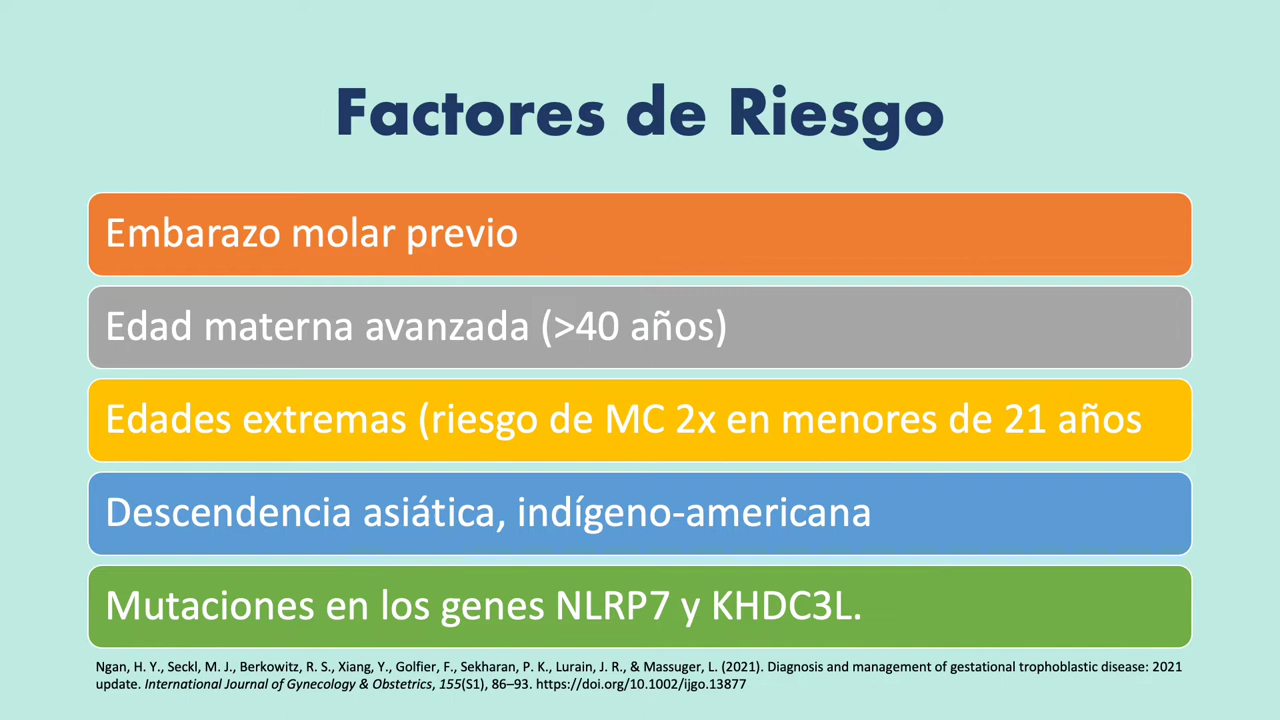 Factores de Riesgo
Embarazo molar previo
Edad materna avanzada (>40 años)
Edades extremas (riesgo de MC 2x en menores de 21 años
Descendencia asiática, indígeno-americana
Mutaciones en los genes NLRP7 y KHDC3L.
Ngan, H. Y., Seckl, M. J., Berkowitz, R. S., Xiang, Y., Golfier, F., Sekharan, P. K., Lurain, J. R., & Massuger, L. (2021). Diagnosis and management of gestational trophoblastic disease: 2021
update. International Journal of Gynecology & Obstetrics, 155(S1), 86–93. https://doi.org/10.1002/ijgo.13877